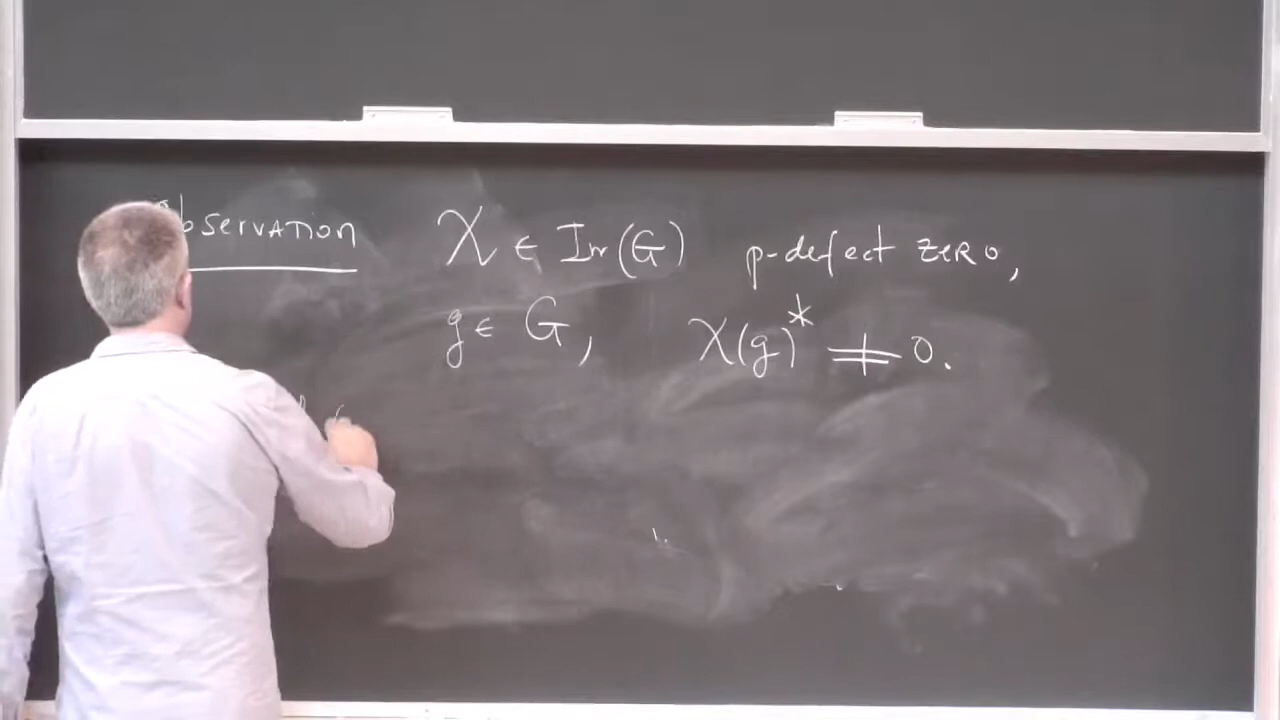 Observation χ ∈ Irr(G) p-defect zero,
g ∈ G, χ(g)* ≠ 0.